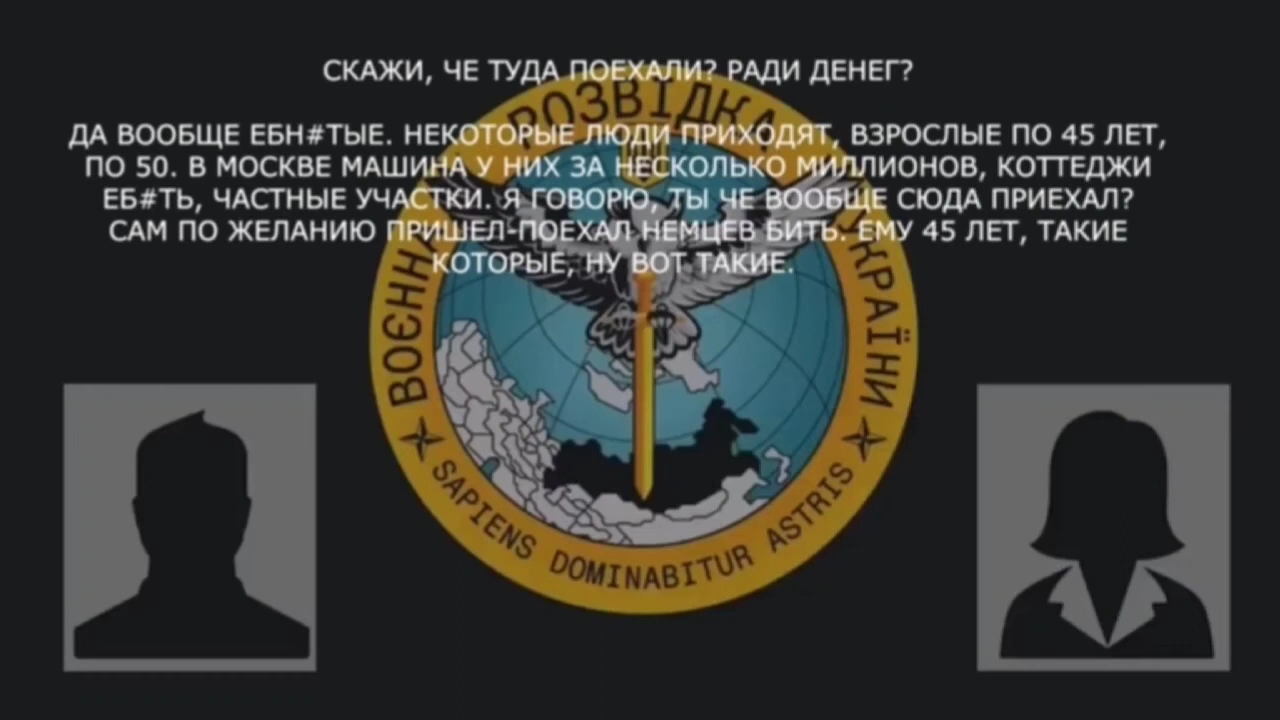 СКАЖИ, ЧЕ ТУДА ПОЕХАЛИ? РАДИ ДЕНЕГ?
ДА ВООБЩЕ ЕБН#ТЫЕ. НЕКОТОРЫЕ ЛЮДИ ПРИХОДЯТ, ВЗРОСЛЫЕ ПО 45 ЛЕТ,
ПО 50. В МОСКВЕ МАШИНА У НИХ ЗА НЕСКОЛЬКО МИЛЛИОНОВ, КОТТЕДЖИ
ЕБ#ТЬ, ЧАСТНЫЕ УЧАСТКИ. Я ГОВОРЮ, ТЫ ЧЕ ВООБЩЕ СЮДА ПРИЕХАЛ?
САМ ПО ЖЕЛАНИЮ ПРИШЕЛ-ПОЕХАЛ НЕМЦЕВ БИТЬ. ЕМУ 45 ЛЕТ, ТАКИЕ
КОТОРЫЕ, НУ ВОТ ТАКИЕ.
ВОЄННА РОЗВІДКА УКРАЇНИ
SAPIENS DOMINABITUR ASTRIS